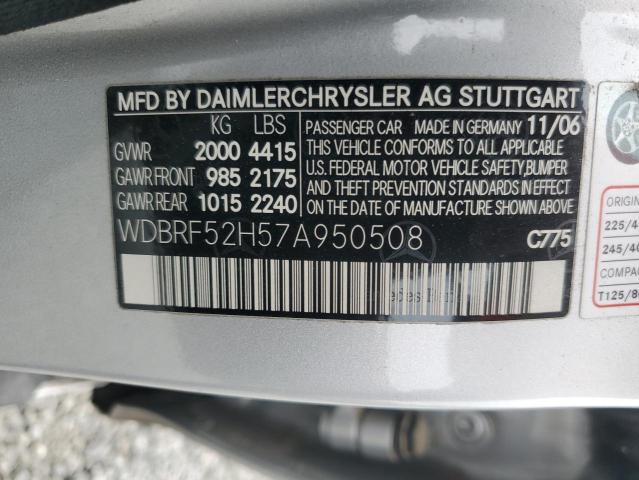 MFD BY DAIMLERCHRYSLER AG STUTTGART
KG LBS
GVWR 2000 4415
GAWR FRONT 985 2175
GAWR REAR 1015 2240
PASSENGER CAR MADE IN GERMANY 11/06
THIS VEHICLE CONFORMS TO ALL APPLICABLE
U.S. FEDERAL MOTOR VEHICLE SAFETY,BUMPER
AND THEFT PREVENTION STANDARDS IN EFFECT
ON THE DATE OF MANUFACTURE SHOWN ABOVE.
WDBRF52H57A950508 C775
ORIGIN
225/4
245/40
COMPAC
T125/80